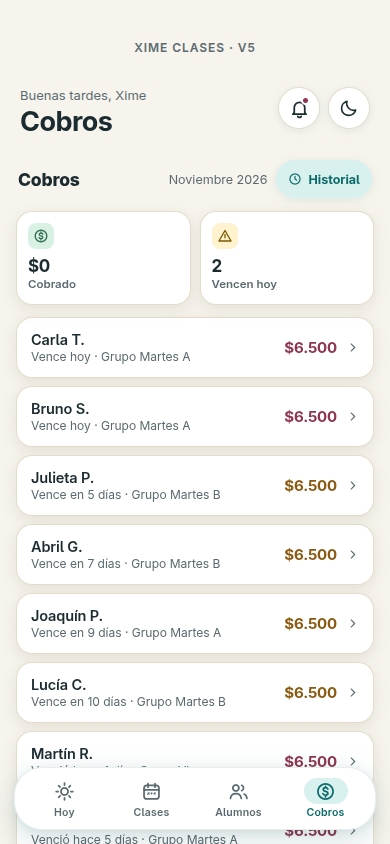 XIME CLASES · V5
Buenas tardes, Xime
Cobros
Cobros
Noviembre 2026
Historial
$0
Cobrado
2
Vencen hoy
Carla T.
Vence hoy · Grupo Martes A
$6.500
Bruno S.
Vence hoy · Grupo Martes A
$6.500
Julieta P.
Vence en 5 días · Grupo Martes B
$6.500
Abril G.
Vence en 7 días · Grupo Martes B
$6.500
Joaquín P.
Vence en 9 días · Grupo Martes A
$6.500
Lucía C.
Vence en 10 días · Grupo Martes B
$6.500
Martín R.
$6.500
Hoy
Clases
Alumnos
Cobros
Venció hace 5 días · Grupo Martes A
$6.500